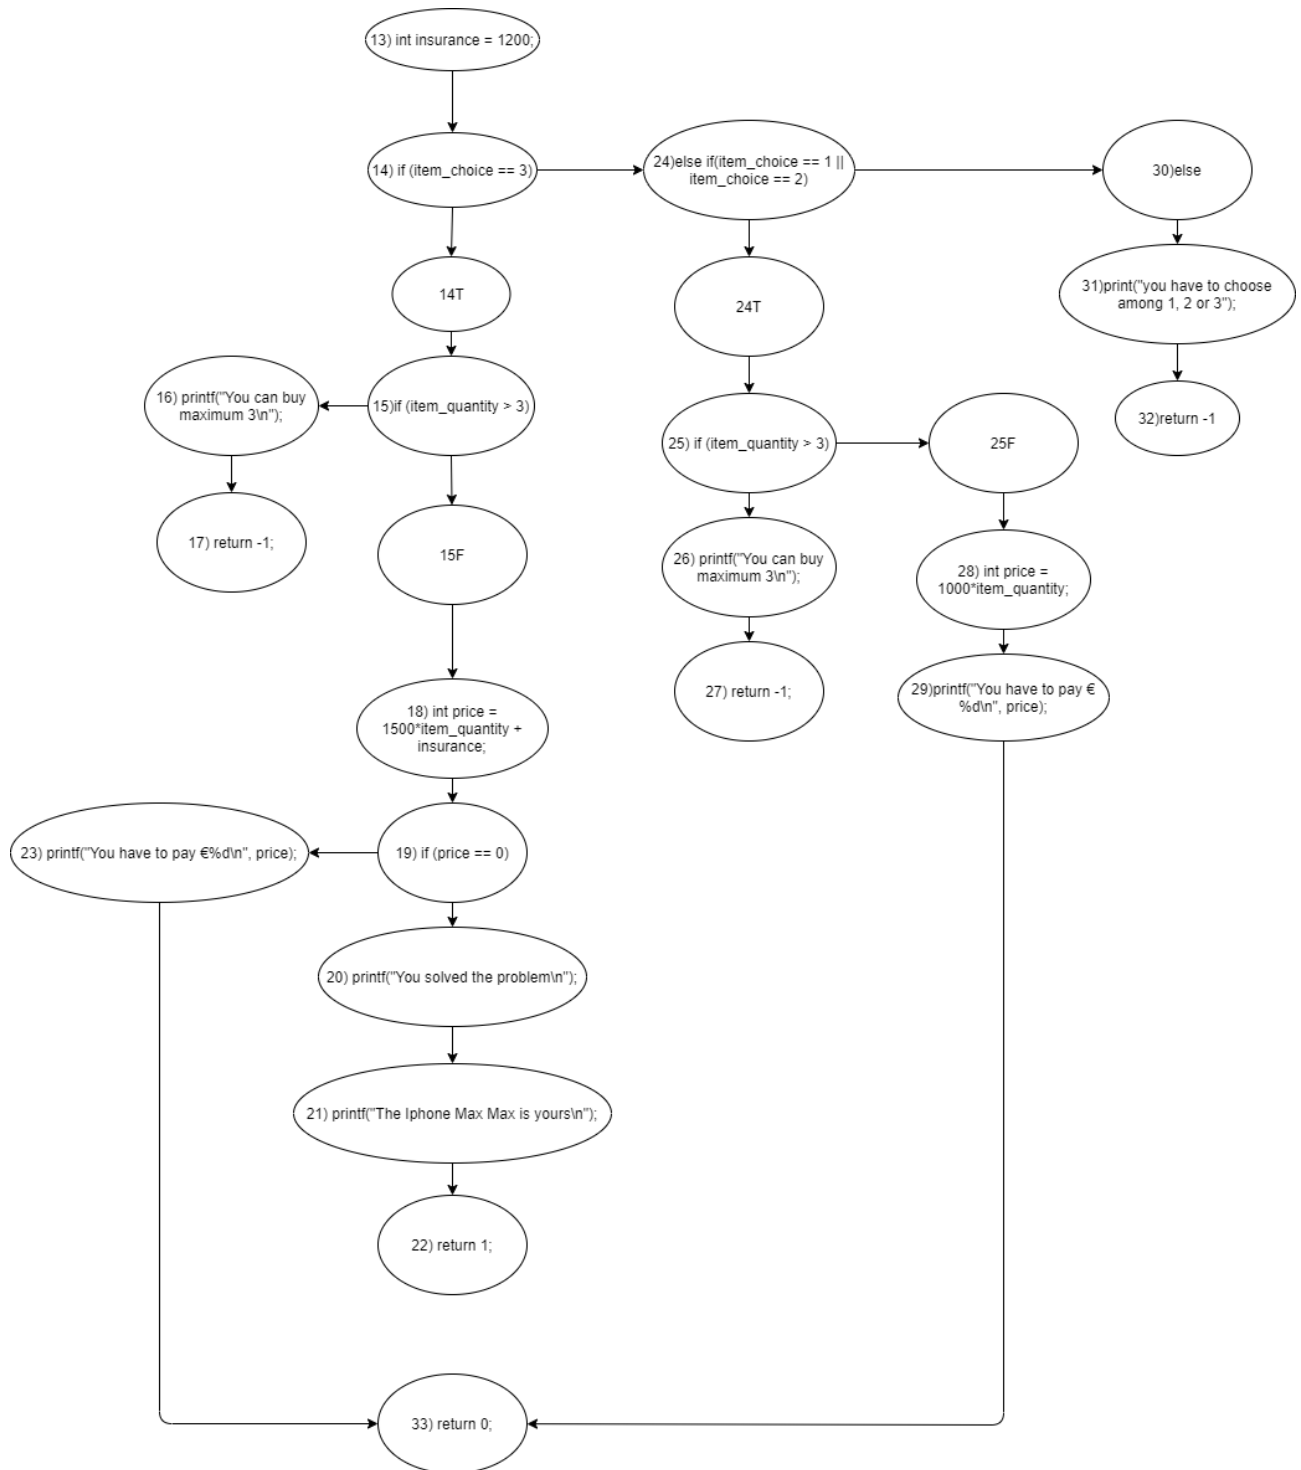 13) int insurance = 1200;
14) if (item_choice == 3)
24)else if(item_choice == 1 ||
item_choice == 2)
30)else
14T
24T
31)print("you have to choose
among 1, 2 or 3");
16) printf("You can buy
maximum 3\n");
15)if (item_quantity > 3)
32)return -1
25) if (item_quantity > 3)
25F
17) return -1;
15F
26) printf("You can buy
maximum 3\n");
28) int price =
1000*item_quantity;
27) return -1;
29)printf("You have to pay €
%d\n", price);
18) int price =
1500*item_quantity +
insurance;
23) printf("You have to pay €%d\n", price);
19) if (price == 0)
20) printf("You solved the problem\n");
21) printf("The Iphone Max Max is yours\n");
22) return 1;
33) return 0;